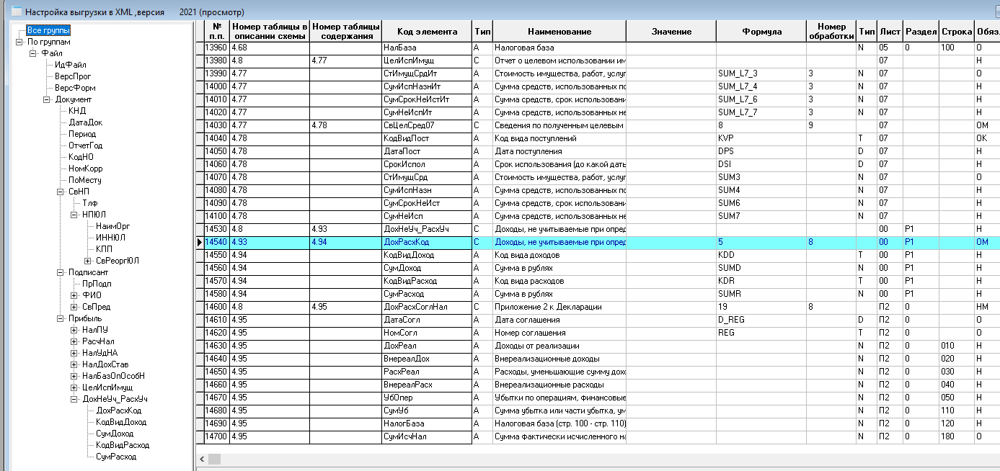 Настройка выгрузки в XML ,версия 2021 (просмотр)
Все группы
По группам
Файл
ИдФайл
ВерсПрог
ВерсФорм
Документ
КНД
ДатаДок
Период
ОтчетГод
КодНО
НомКорр
ПоМесту
СвНП
Тлф
НПЮЛ
НаимОрг
ИННЮЛ
КПП
СвРеоргЮЛ
Подписант
ПрПодп
ФИО
СвПред
Прибыль
НалПУ
РасчНал
НалУдНА
НалДохСтав
НалБазОпОсобН
ЦелИспИмущ
ДохНеУч_РасхУч
ДохРасхКод
КодВидДоход
СумДоход
КодВидРасход
СумРасход
№ п.п. Номер таблицы в описании схемы Номер таблицы содержания Код элемента Тип Наименование Значение Формула Номер обработки Тип Лист Раздел Строка Обяз.
13960 4.68 НалБаза А Налоговая база N 05 0 100 О
13980 4.8 4.77 ЦелИспИмущ С Отчет о целевом использовании им 07 Н
13990 4.77 СтИмущСрдИт А Стоимость имущества, работ, услуг SUM_L7_3 3 N 07 О
14000 4.77 СумИспНазнИт А Сумма средств, использованных по SUM_L7_4 3 N 07 Н
14010 4.77 СумСрокНеИстИт А Сумма средств, срок использовани SUM_L7_6 3 N 07 Н
14020 4.77 СумНеИспИт А Сумма средств, использованных не SUM_L7_7 3 N 07 Н
14030 4.77 4.78 СвЦелСред07 С Сведения по полученным целевым 8 9 07 ОМ
14040 4.78 КодВидПост А Код вида поступлений KVP T 07 ОК
14050 4.78 ДатаПост А Дата поступления DPS D 07 Н
14060 4.78 СрокИспол А Срок использования (до какой даты DSI D 07 Н
14070 4.78 СтИмущСрд А Стоимость имущества, работ, услуг SUM3 N 07 О
14080 4.78 СумИспНазн А Сумма средств, использованных по SUM4 N 07 Н
14090 4.78 СумСрокНеИст А Сумма средств, срок использовани SUM6 N 07 Н
14100 4.78 СумНеИсп А Сумма средств, использованных не SUM7 N 07 Н
14530 4.8 4.93 ДохНеУч_РасхУч С Доходы, не учитываемые при опред 00 Р1 Н
14540 4.93 4.94 ДохРасхКод С Доходы, не учитываемые при опред 5 8 00 Р1 ОМ
14550 4.94 КодВидДоход А Код вида доходов KDD T 00 Р1 Н
14560 4.94 СумДоход А Сумма в рублях SUMD N 00 Р1 Н
14570 4.94 КодВидРасход А Код вида расходов KDR T 00 Р1 Н
14580 4.94 СумРасход А Сумма в рублях SUMR N 00 Р1 Н
14600 4.8 4.95 ДохРасхСоглНал С Приложение 2 к Декларации 19 8 П2 0 НМ
14610 4.95 ДатаСогл А Дата соглашения D_REG D П2 0 О
14620 4.95 НомСогл А Номер соглашения REG T П2 0 О
14630 4.95 ДохРеал А Доходы от реализации N П2 0 010 Н
14640 4.95 ВнереалДох А Внереализационные доходы N П2 0 020 Н
14650 4.95 РасхРеал А Расходы, уменьшающие сумму дохо N П2 0 030 Н
14660 4.95 ВнереалРасх А Внереализационные расходы N П2 0 040 Н
14670 4.95 УбОпер А Убытки по операциям, финансовые N П2 0 050 Н
14680 4.95 СумУб А Сумма убытка или части убытка, ум N П2 0 110 Н
14690 4.95 НалогБаза А Налоговая база (стр. 100 - стр. 110) N П2 0 120 Н
14700 4.95 СумИсчНал А Сумма фактически исчисленного на N П2 0 180 О